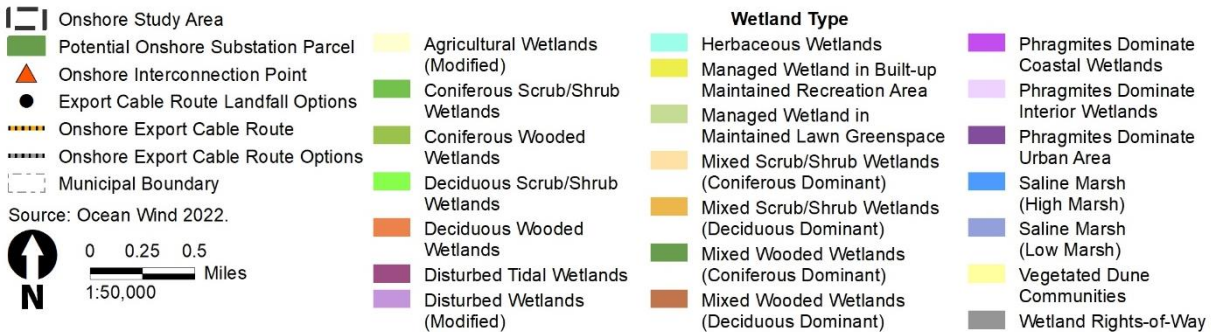 Onshore Study Area
Potential Onshore Substation Parcel
Onshore Interconnection Point
Export Cable Route Landfall Options
Onshore Export Cable Route
Onshore Export Cable Route Options
Municipal Boundary
Source: Ocean Wind 2022.
0 0.25 0.5
Miles
1:50,000
N
Wetland Type
Agricultural Wetlands
(Modified)
Coniferous Scrub/Shrub
Wetlands
Coniferous Wooded
Wetlands
Deciduous Scrub/Shrub
Wetlands
Deciduous Wooded
Wetlands
Disturbed Tidal Wetlands
Disturbed Wetlands
(Modified)
Herbaceous Wetlands
Managed Wetland in Built-up
Maintained Recreation Area
Managed Wetland in
Maintained Lawn Greenspace
Mixed Scrub/Shrub Wetlands
(Coniferous Dominant)
Mixed Scrub/Shrub Wetlands
(Deciduous Dominant)
Mixed Wooded Wetlands
(Coniferous Dominant)
Mixed Wooded Wetlands
(Deciduous Dominant)
Phragmites Dominate
Coastal Wetlands
Phragmites Dominate
Interior Wetlands
Phragmites Dominate
Urban Area
Saline Marsh
(High Marsh)
Saline Marsh
(Low Marsh)
Vegetated Dune
Communities
Wetland Rights-of-Way